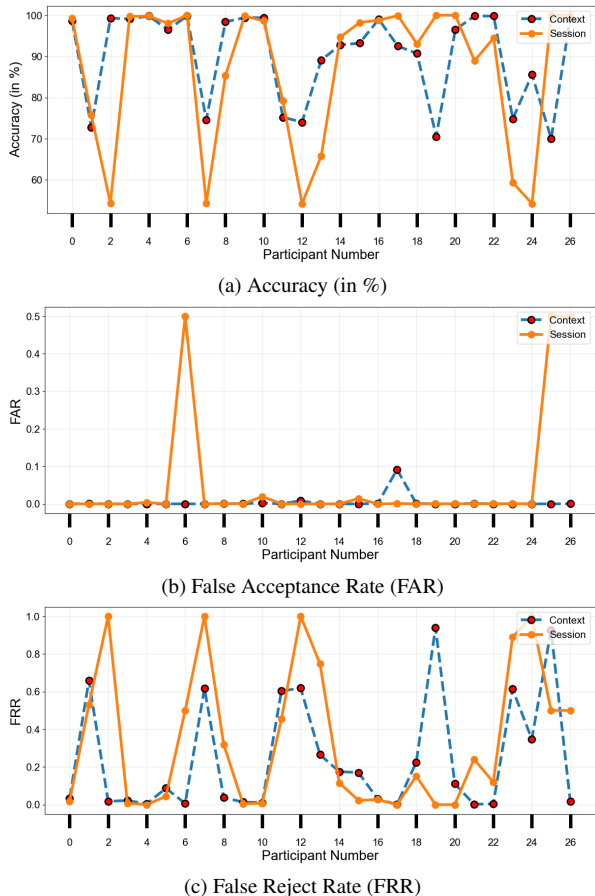 100
90
80
70
60
Accuracy (in %)
Context
Session
0 2 4 6 8 10 12 14 16 18 20 22 24 26
Participant Number
(a) Accuracy (in %)
0.5
0.4
0.3
0.2
0.1
0.0
FAR
Context
Session
0 2 4 6 8 10 12 14 16 18 20 22 24 26
Participant Number
(b) False Acceptance Rate (FAR)
1.0
0.8
0.6
0.4
0.2
0.0
FRR
Context
Session
0 2 4 6 8 10 12 14 16 18 20 22 24 26
Participant Number
(c) False Reject Rate (FRR)